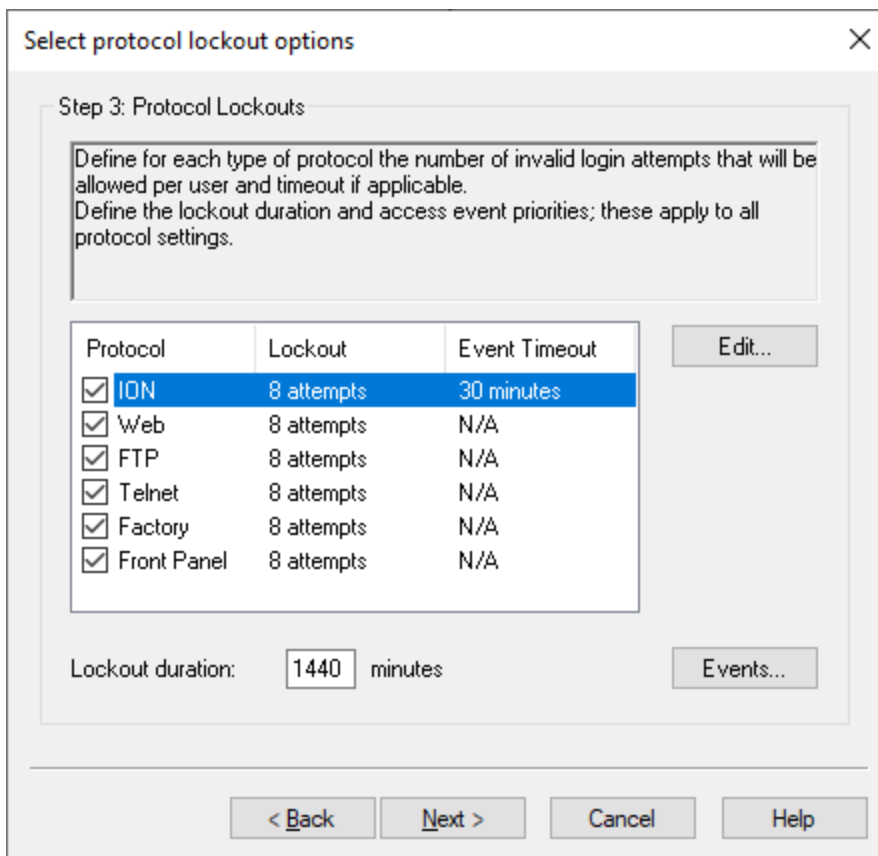 Select protocol lockout options
Step 3: Protocol Lockouts
Define for each type of protocol the number of invalid login attempts that will be
allowed per user and timeout if applicable.
Define the lockout duration and access event priorities; these apply to all
protocol settings.
Protocol Lockout Event Timeout
ION 8 attempts 30 minutes
Web 8 attempts N/A
FTP 8 attempts N/A
Telnet 8 attempts N/A
Factory 8 attempts N/A
Front Panel 8 attempts N/A
Edit...
Lockout duration: 1440 minutes
Events...
< Back Next > Cancel Help